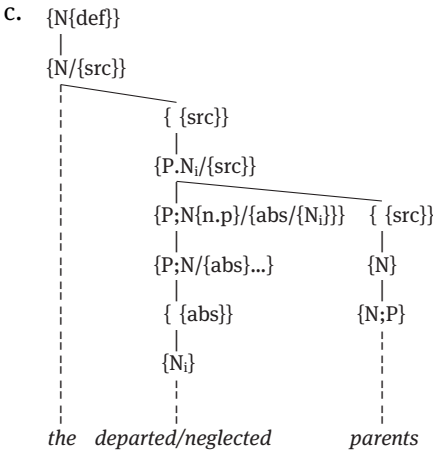 c. {N{def}}
{N/{src}}
{ {src}}
{P.Nᵢ/{src}}
{P;N{n.p}/{abs/{Nᵢ}}} { {src}}
{P;N/{abs}...} {N}
{ {abs}} {N;P}
{Nᵢ}
the departed/neglected parents